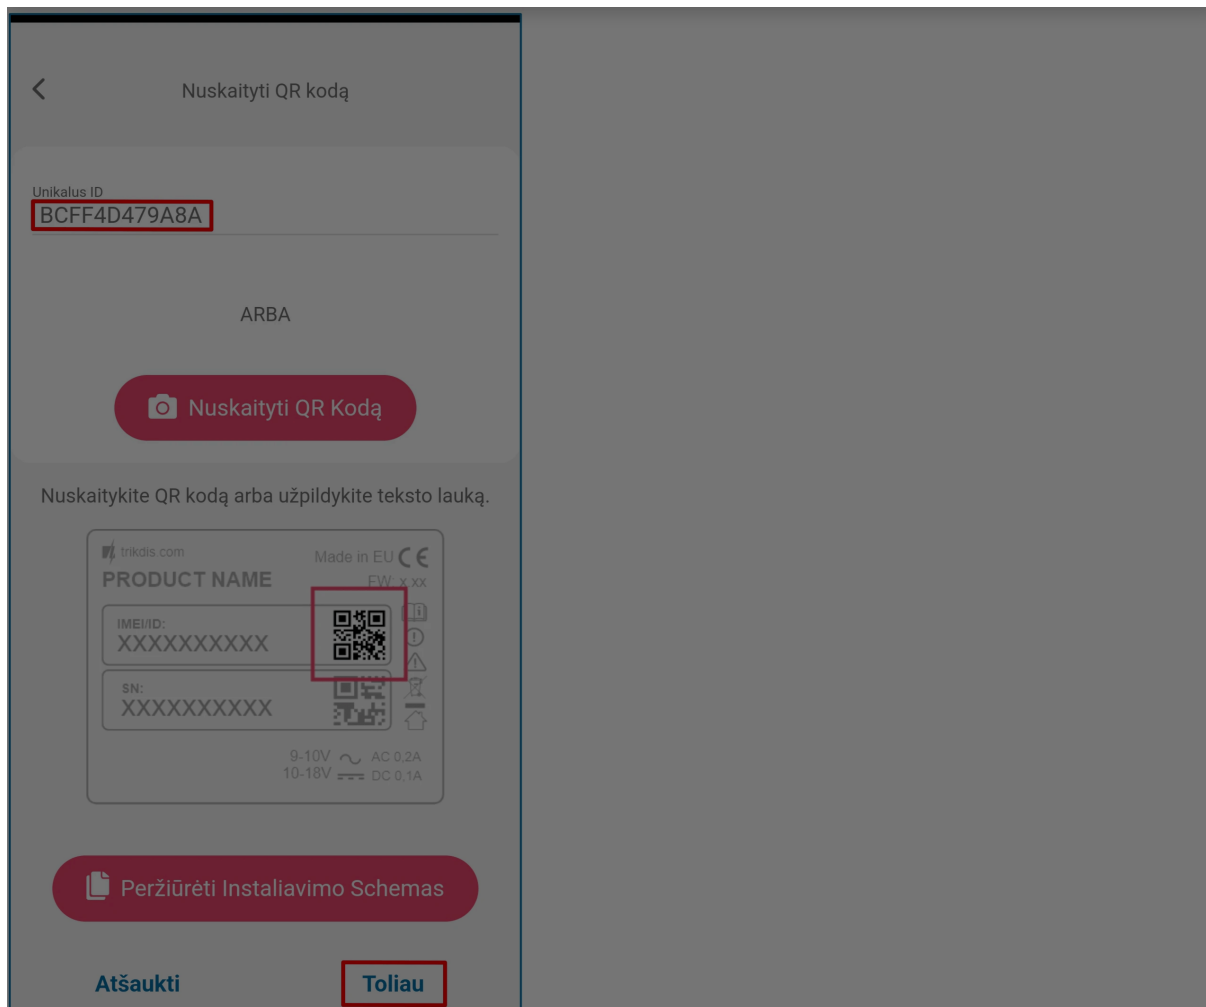 Nuskaityti QR kodą
Unikalus ID
BCFF4D479A8A
ARBA
Nuskaityti QR Kodą
Nuskaitykite QR kodą arba užpildykite teksto lauką.
trikdis.com
Made in EU CE
PRODUCT NAME
FW: x.xx
IMEI/ID:
XXXXXXXXXX
SN:
XXXXXXXXXX
9-10V AC 0,2A
10-18V DC 0,1A
Peržiūrėti Instaliavimo Schemas
Atšaukti
Toliau